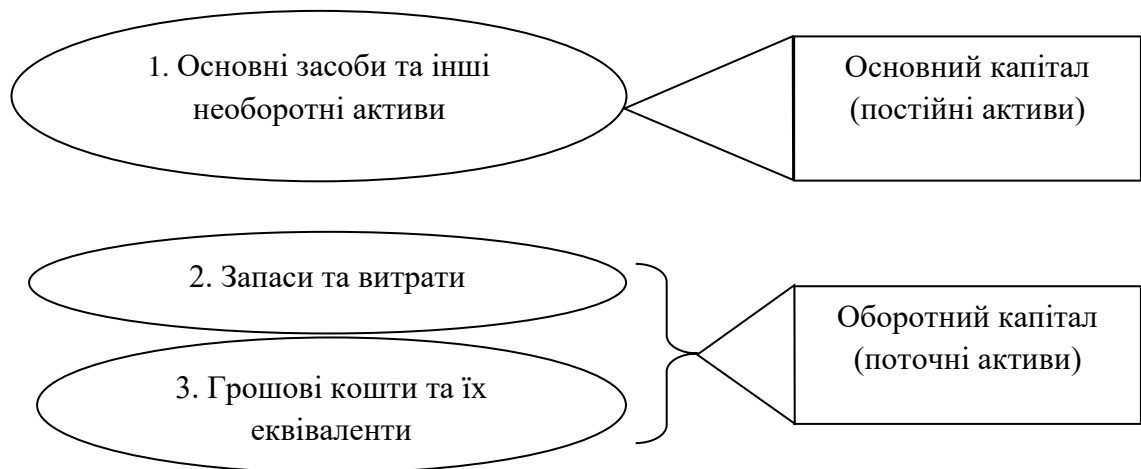 1. Основні засоби та інші
необоротні активи
Основний капітал
(постійні активи)
2. Запаси та витрати
3. Грошові кошти та їх
еквіваленти
Оборотний капітал
(поточні активи)